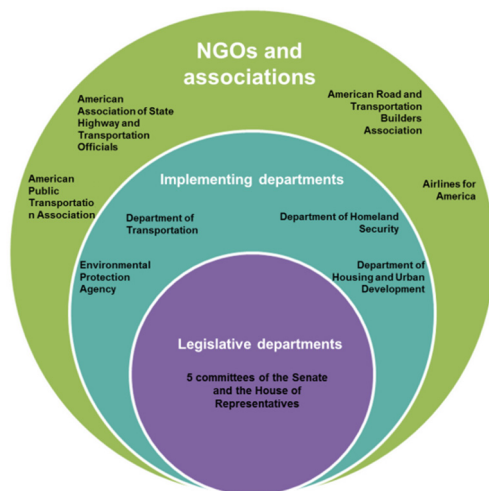 NGOs and
associations
American
Association of State
Highway and
Transportation
Officials
American Road and
Transportation
Builders
Association
American
Public
Transportatio
n Association
Airlines for
America
Implementing departments
Department of
Transportation
Department of Homeland
Security
Environmental
Protection
Agency
Department of
Housing and Urban
Development
Legislative departments
5 committees of the Senate
and the House of
Representatives